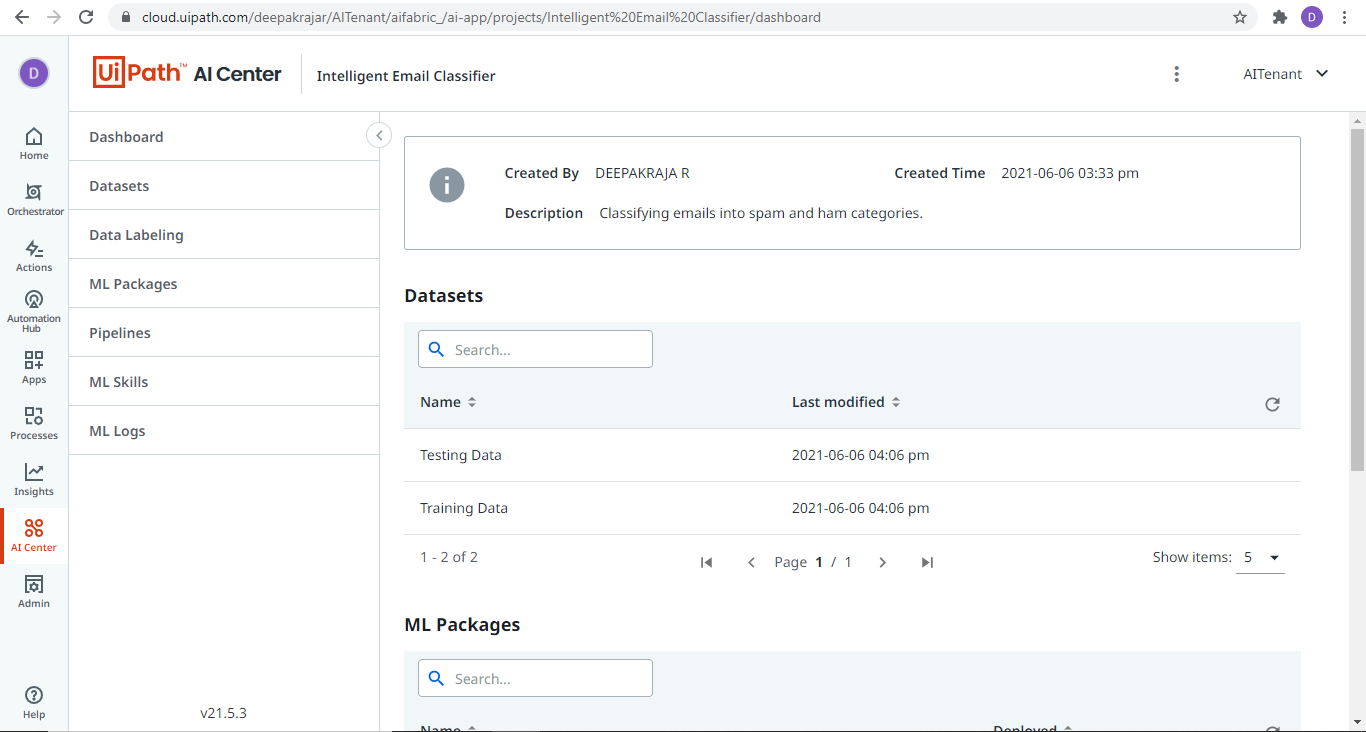 cloud.uipath.com/deepakrajar/AITenant/aifabric_/ai-app/projects/Intelligent%20Email%20Classifier/dashboard
D
D
UiPath™ AI Center
Intelligent Email Classifier
AITenant
Home
Orchestrator
Actions
Automation
Hub
Apps
Processes
Insights
AI Center
Admin
Help
Dashboard
Datasets
Data Labeling
ML Packages
Pipelines
ML Skills
ML Logs
v21.5.3
Created By DEEPAKRAJA R Created Time 2021-06-06 03:33 pm
Description Classifying emails into spam and ham categories.
Datasets
Search...
Name Last modified
Testing Data 2021-06-06 04:06 pm
Training Data 2021-06-06 04:06 pm
1 - 2 of 2 Page 1 / 1 Show items: 5
ML Packages
Search...
Name Deployed